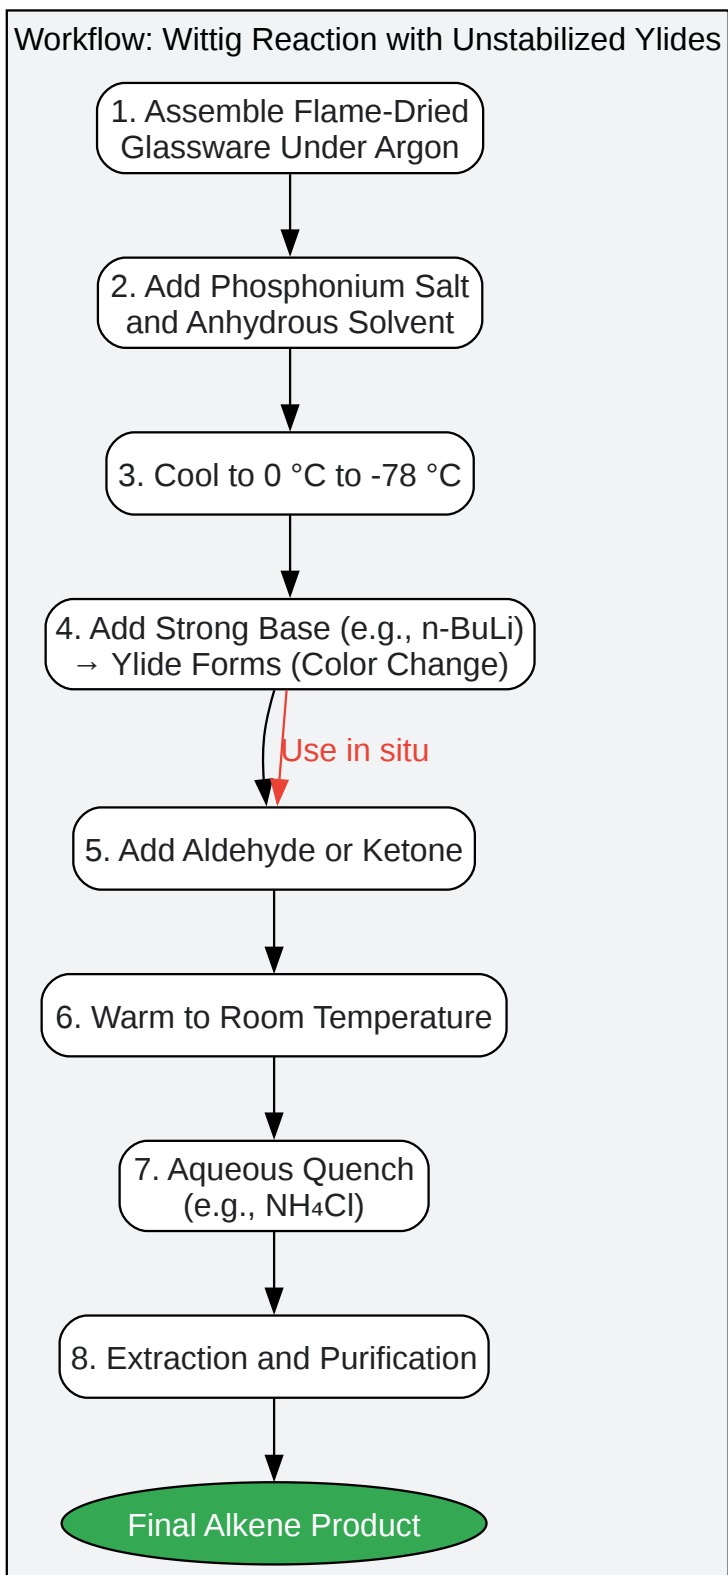 Workflow: Wittig Reaction with Unstabilized Ylides
1. Assemble Flame-Dried
Glassware Under Argon
2. Add Phosphonium Salt
and Anhydrous Solvent
3. Cool to 0 °C to -78 °C
4. Add Strong Base (e.g., n-BuLi)
→ Ylide Forms (Color Change)
Use in situ
5. Add Aldehyde or Ketone
6. Warm to Room Temperature
7. Aqueous Quench
(e.g., NH₄Cl)
8. Extraction and Purification
Final Alkene Product